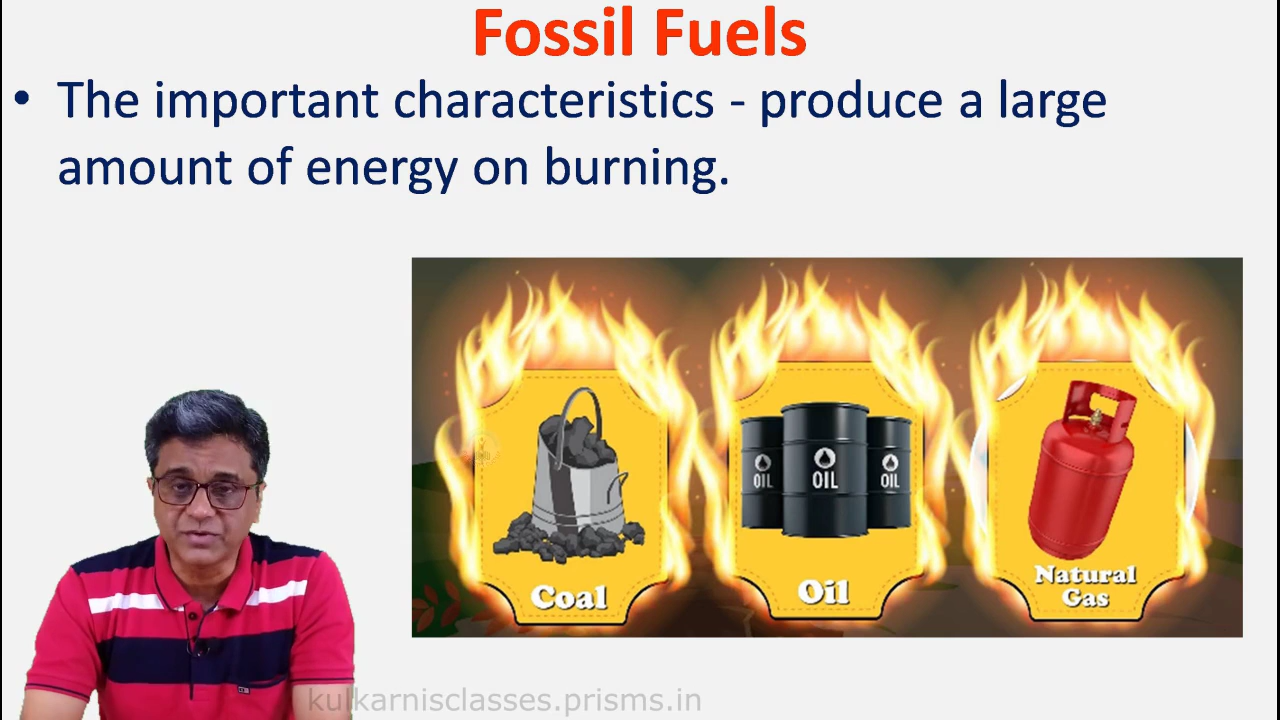 Fossil Fuels
• The important characteristics - produce a large
amount of energy on burning.
OIL
OIL
OIL
Coal
Oil
Natural
Gas
kulkarnisclasses.prisms.in